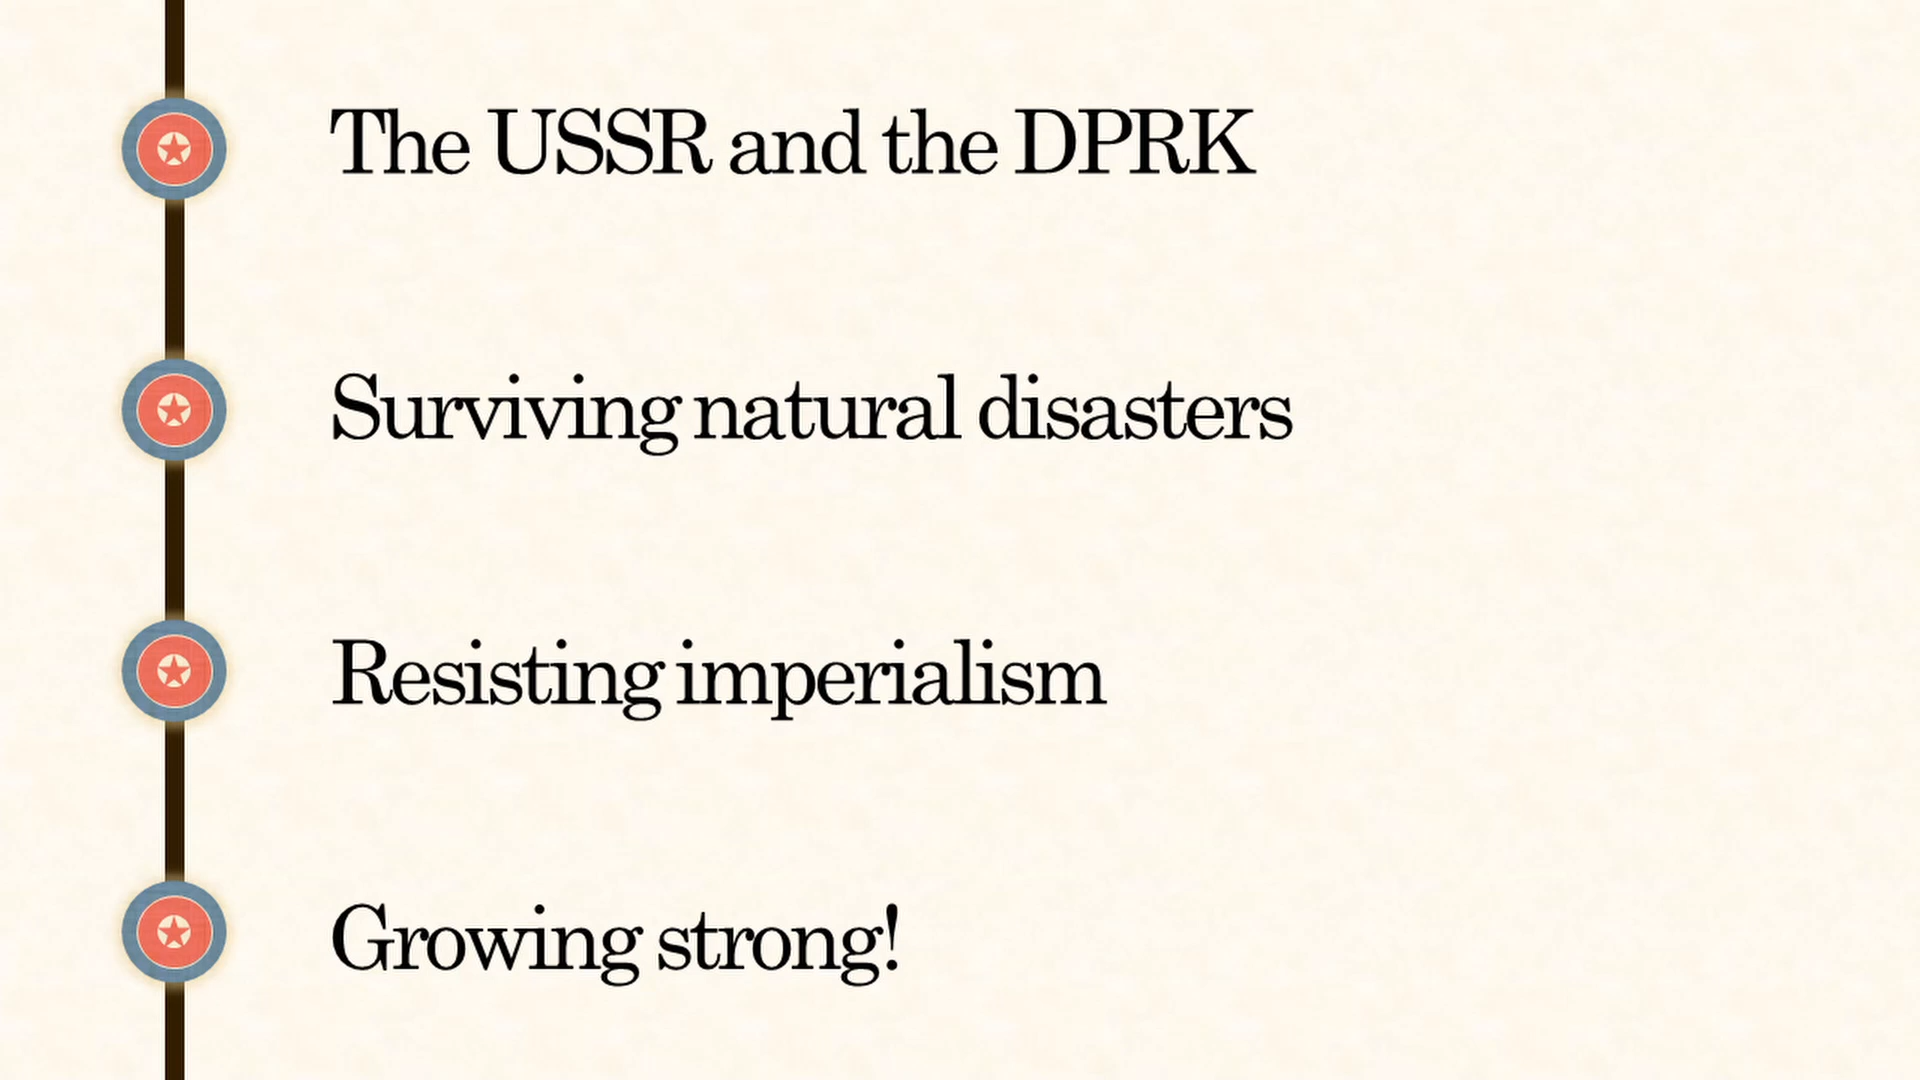 The USSR and the DPRK
Surviving natural disasters
Resisting imperialism
Growing strong!